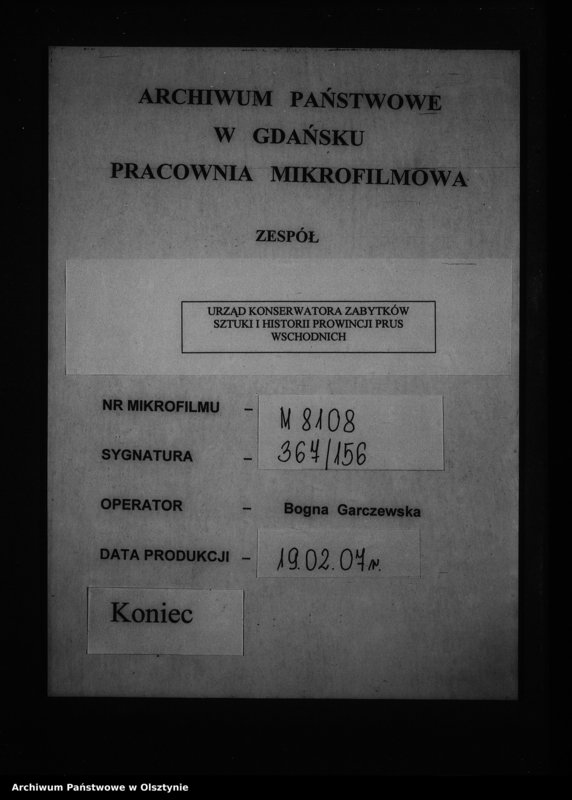 ARCHIWUM PAŃSTWOWE
W GDAŃSKU
PRACOWNIA MIKROFILMOWA
ZESPÓŁ
URZĄD KONSERWATORA ZABYTKÓW
SZTUKI I HISTORII PROWINCJI PRUS
WSCHODNICH
NR MIKROFILMU – M 8108
SYGNATURA – 367/156
OPERATOR – Bogna Garczewska
DATA PRODUKCJI – 19.02.07r.
Koniec
Archiwum Państwowe w Olsztynie